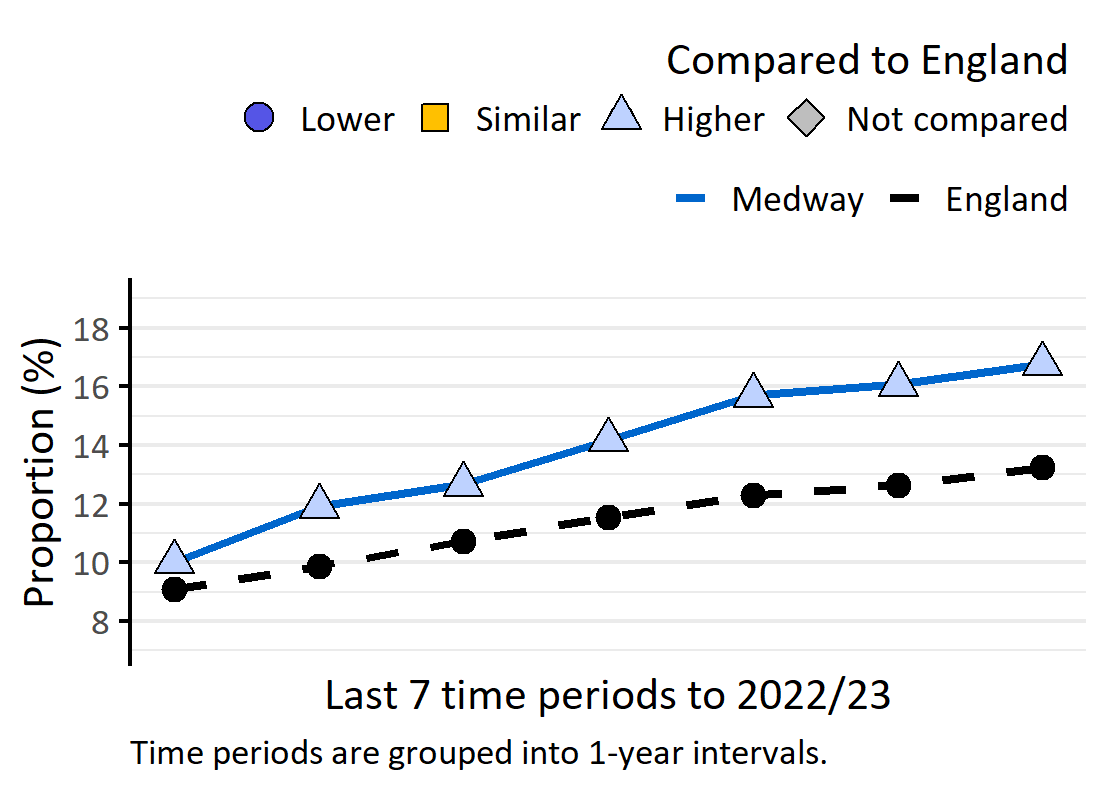 Compared to England
Lower Similar Higher Not compared
Medway England
Proportion (%)
18
16
14
12
10
8
Last 7 time periods to 2022/23
Time periods are grouped into 1-year intervals.